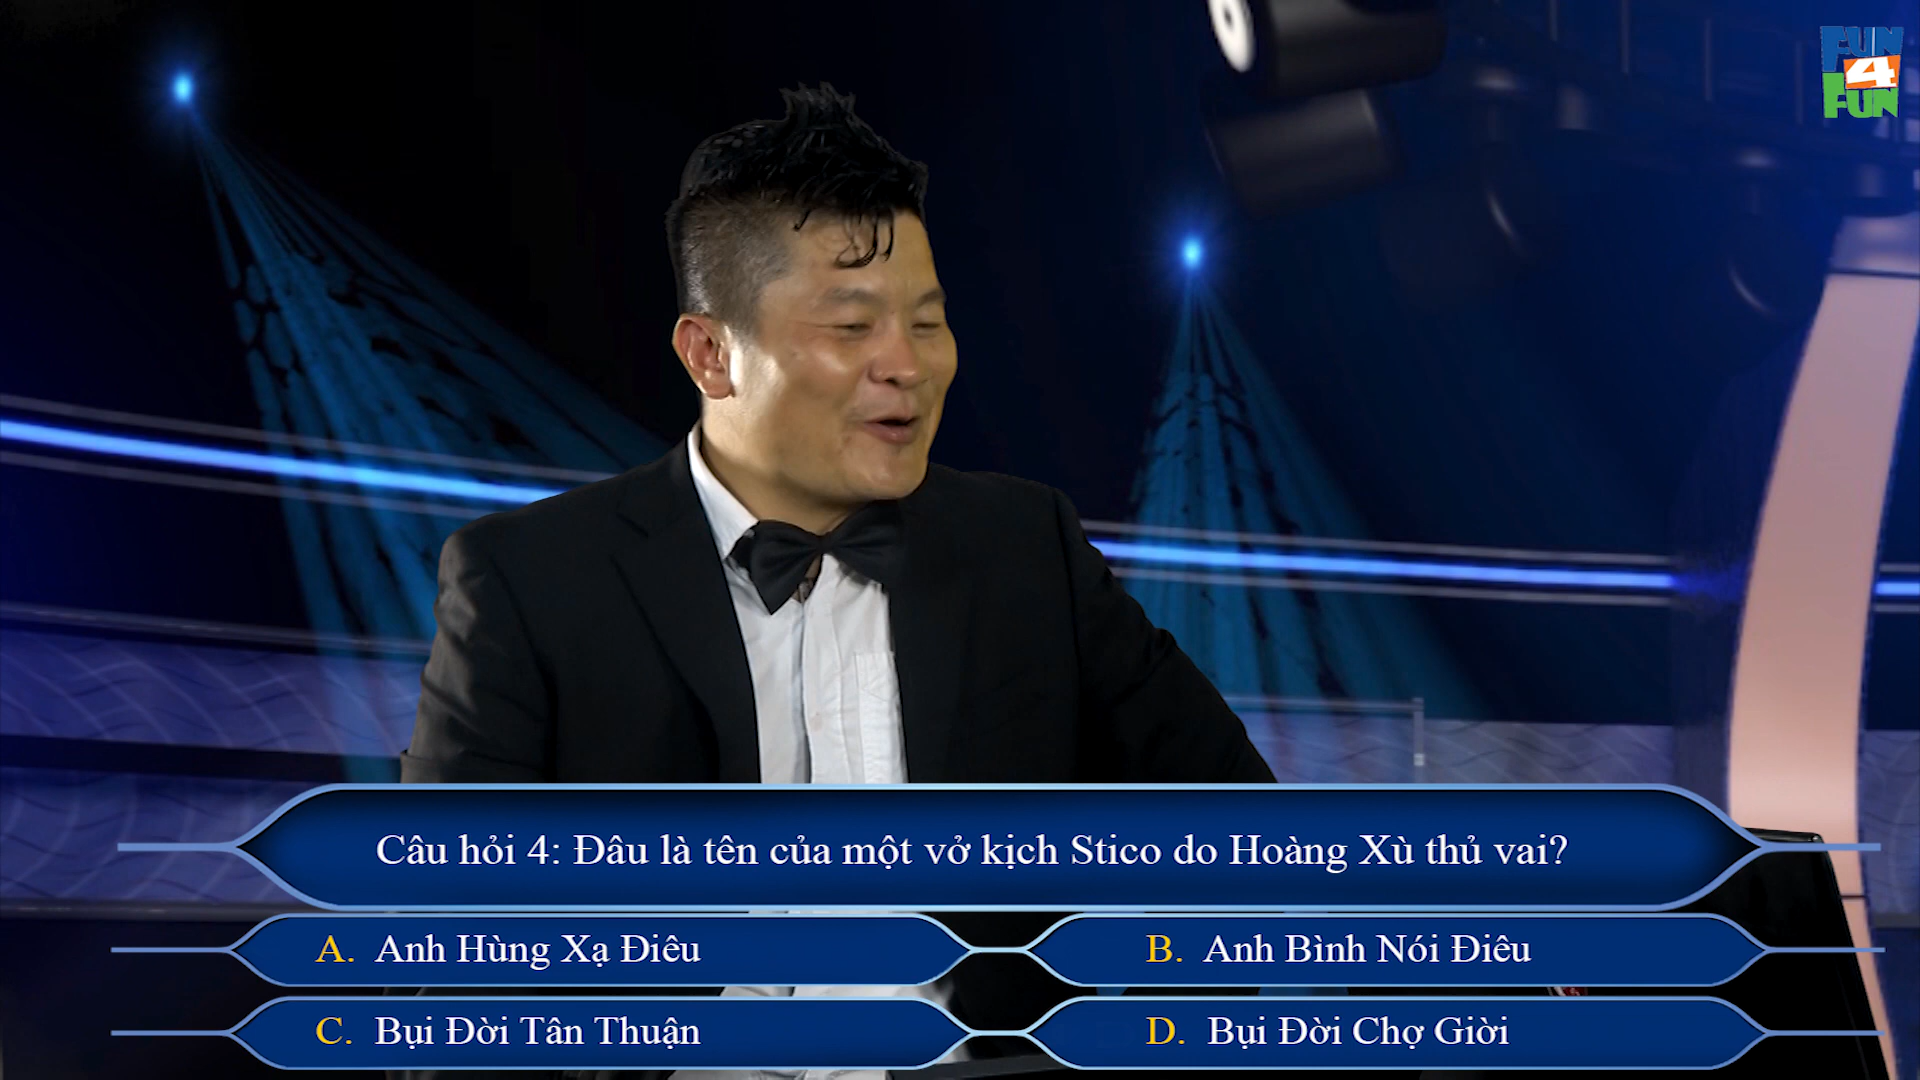 FUN
4
FUN
Câu hỏi 4: Đâu là tên của một vở kịch Stico do Hoàng Xù thủ vai?
A. Anh Hùng Xạ Điêu
B. Anh Bình Nói Điêu
C. Bụi Đời Tân Thuận
D. Bụi Đời Chợ Giời